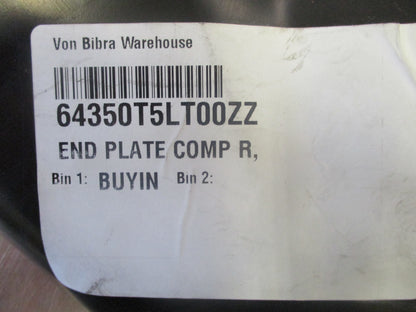 Von Bibra Warehouse
64350T5LT00ZZ
END PLATE COMP R,
Bin 1: BUYIN Bin 2: